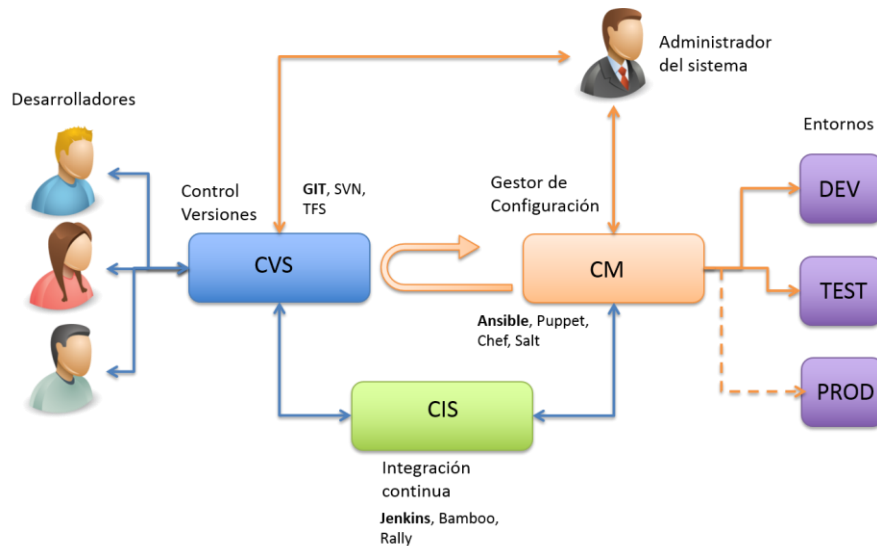 Administrador
del sistema
Desarrolladores
Entornos
Control
Versiones
GIT, SVN,
TFS
Gestor de
Configuración
DEV
CVS
CM
TEST
Ansible, Puppet,
Chef, Salt
PROD
CIS
Integración
continua
Jenkins, Bamboo,
Rally